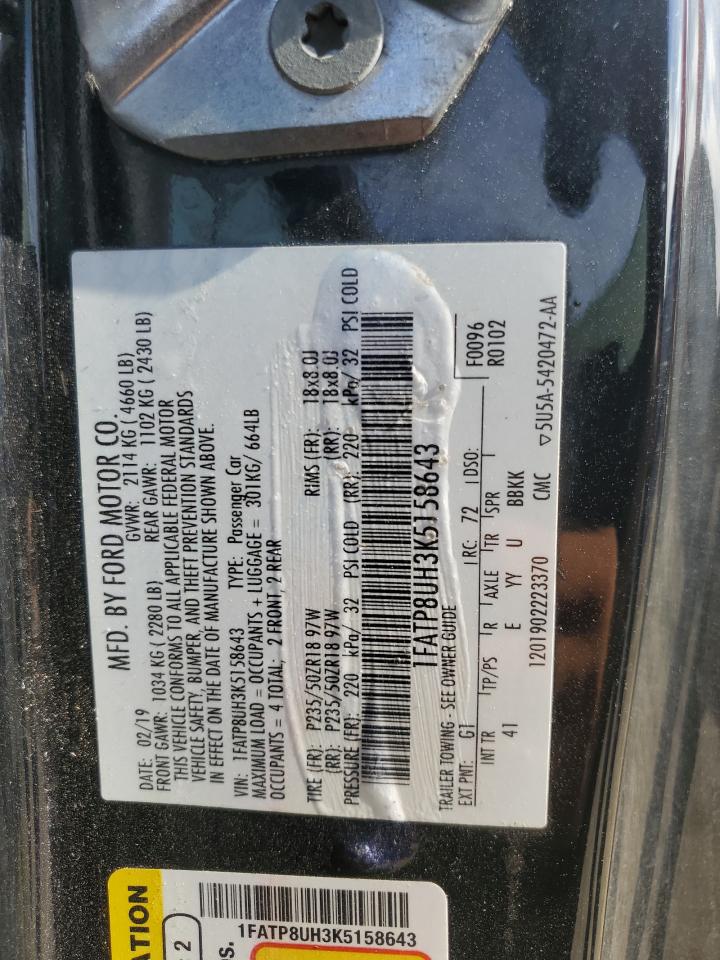 MFD. BY FORD MOTOR CO.
DATE: 02/19 GVWR: 2114 KG ( 4660 LB)
FRONT GAWR: 1034 KG ( 2280 LB) REAR GAWR: 1102 KG ( 2430 LB)
THIS VEHICLE CONFORMS TO ALL APPLICABLE FEDERAL MOTOR
VEHICLE SAFETY, BUMPER, AND THEFT PREVENTION STANDARDS
IN EFFECT ON THE DATE OF MANUFACTURE SHOWN ABOVE.
VIN: 1FATP8UH3K5158643 TYPE: Passenger Car
MAXIMUM LOAD = OCCUPANTS + LUGGAGE = 301KG/ 664LB
OCCUPANTS = 4 TOTAL; 2 FRONT, 2 REAR
TIRE (FR): P235/50ZR18 97W RIMS (FR): 18x8.0J
(RR): P235/50ZR18 97W (RR): 18x8.0J
PRESSURE (FR): 220 kPa/ 32 PSI COLD (RR): 220 kPa/ 32 PSI COLD
1FATP8UH3K5158643
TRAILER TOWING - SEE OWNER GUIDE F0096
EXT PNT: G1 RC: 72 DSO: R0102
INT TR TP/PS R AXLE TR SPR
41 E YY U BBKK
1201902223370 CMC ▽5U5A-5420472-AA
ATION
2
os.
1FATP8UH3K5158643